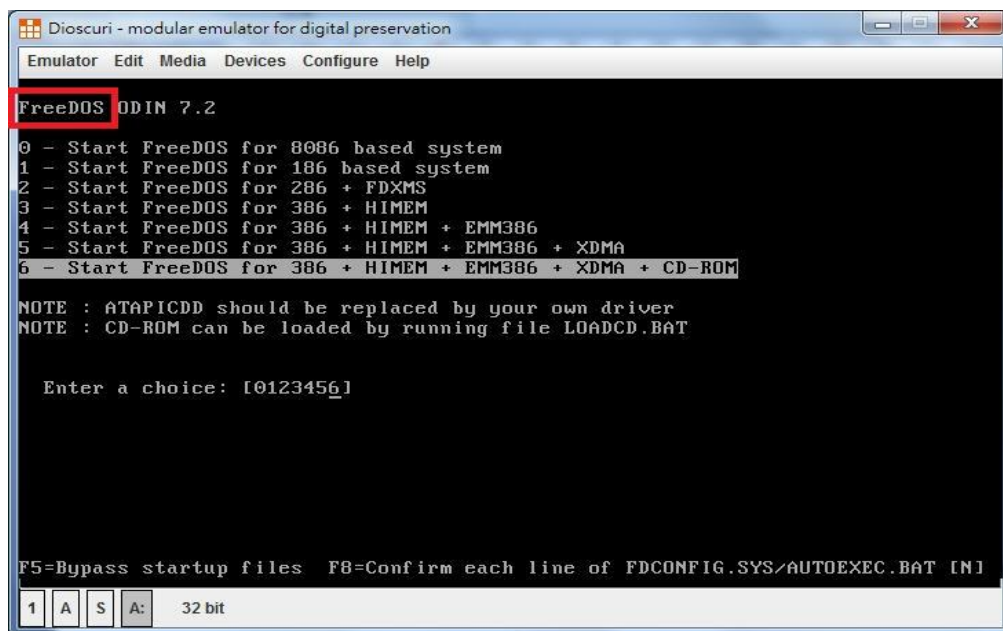 Dioscuri - modular emulator for digital preservation
Emulator Edit Media Devices Configure Help
FreeDOS ODIN 7.2
0 - Start FreeDOS for 8086 based system
1 - Start FreeDOS for 186 based system
2 - Start FreeDOS for 286 + FDXMS
3 - Start FreeDOS for 386 + HIMEM
4 - Start FreeDOS for 386 + HIMEM + EMM386
5 - Start FreeDOS for 386 + HIMEM + EMM386 + XDMA
6 - Start FreeDOS for 386 + HIMEM + EMM386 + XDMA + CD-ROM
NOTE : ATAPICDD should be replaced by your own driver
NOTE : CD-ROM can be loaded by running file LOADCD.BAT
Enter a choice: [0123456]
F5=Bypass startup files F8=Confirm each line of FDCONFIG.SYS/AUTOEXEC.BAT [N]
1 A S A: 32 bit